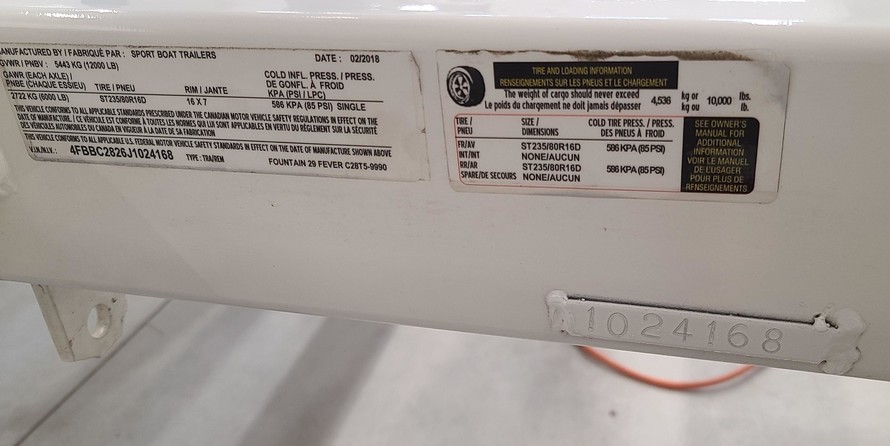 MANUFACTURED BY / FABRIQUÉ PAR : SPORT BOAT TRAILERS DATE : 02/2018
GVWR / PNBV : 5443 KG (12000 LB)
GAWR (EACH AXLE) / COLD INFL. PRESS. / PRESS.
PNBE (CHAQUE ESSIEU) TIRE / PNEU RIM / JANTE DE GONFL. À FROID
KPA (PSI / LPC)
2722 KG (6000 LB) ST235/80R16D 16 X 7 586 KPA (85 PSI) SINGLE
THIS VEHICLE CONFORMS TO ALL APPLICABLE STANDARDS PRESCRIBED UNDER THE CANADIAN MOTOR VEHICLE SAFETY REGULATIONS IN EFFECT ON THE
DATE OF MANUFACTURE. / CE VÉHICULE EST CONFORME À TOUTES LES NORMES QUI LUI SONT APPLICABLES EN VERTU DU RÈGLEMENT SUR LA SÉCURITÉ
DES VÉHICULES AUTOMOBILES DU CANADA EN VIGUEUR À LA DATE DE SA FABRICATION
THIS VEHICLE CONFORMS TO ALL APPLICABLE U.S. FEDERAL MOTOR VEHICLE SAFETY STANDARDS IN EFFECT ON THE DATE OF MANUFACTURE SHOWN ABOVE
V.I.N./N.I.V. : 4FBBC2826J1024168 TYPE : TRA/REM FOUNTAIN 29 FEVER C28T5-9990
TIRE AND LOADING INFORMATION
RENSEIGNEMENTS SUR LES PNEUS ET LE CHARGEMENT
The weight of cargo should never exceed 4,536 kg or 10,000 lbs.
Le poids du chargement ne doit jamais dépasser kg ou lb.
TIRE / SIZE / COLD TIRE PRESS. / PRESS.
PNEU DIMENSIONS DES PNEUS À FROID
FR/AV ST235/80R16D 586 KPA (85 PSI)
INT/INT NONE/AUCUN
RR/AR ST235/80R16D 586 KPA (85 PSI)
SPARE/DE SECOURS NONE/AUCUN
SEE OWNER'S
MANUAL FOR
ADDITIONAL
INFORMATION
VOIR LE MANUEL
DE L'USAGER
POUR PLUS DE
RENSEIGNEMENTS
1024168